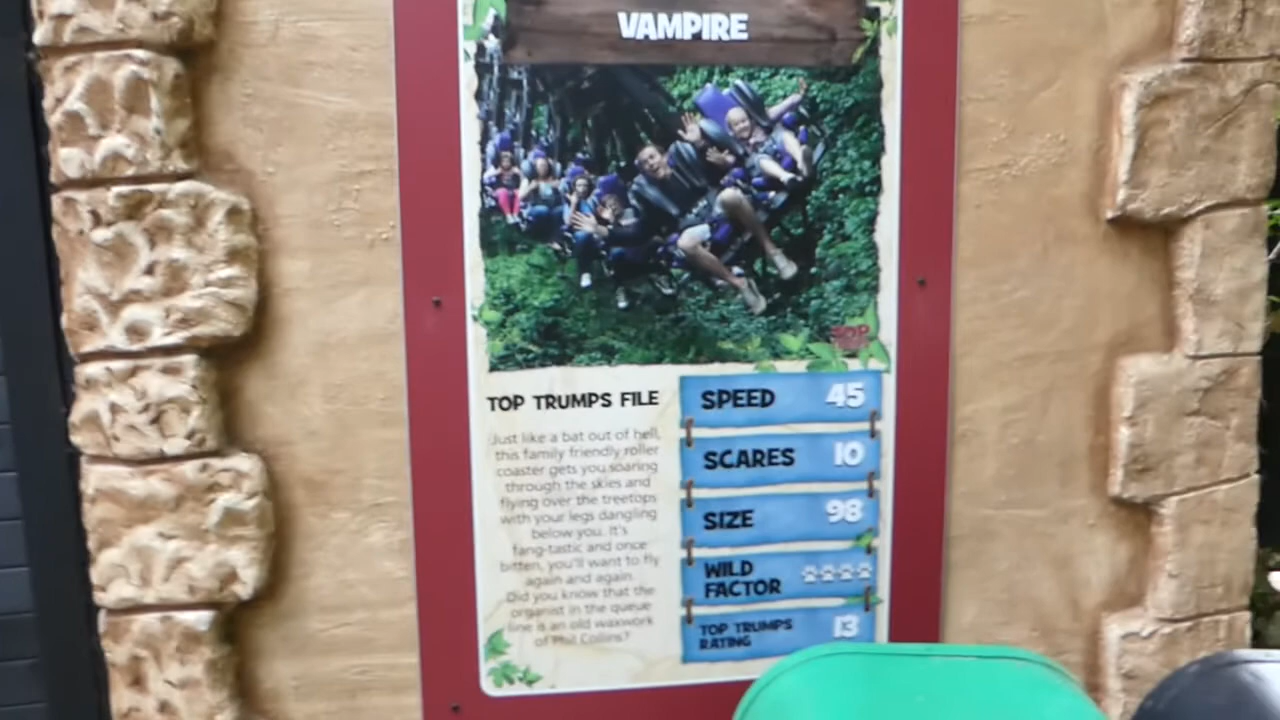 VAMPIRE
TOP
TOP TRUMPS FILE
Just like a bat out of hell,
this family friendly roller
coaster gets you soaring
through the skies and
flying over the treetops
with your legs dangling
below you. It's
fang-tastic and once
bitten, you'll want to fly
again and again.
Did you know that the
organist in the queue
line is an old waxwork
of Phil Collins?
SPEED 45
SCARES 10
SIZE 98
WILD
FACTOR
TOP TRUMPS
RATING 13